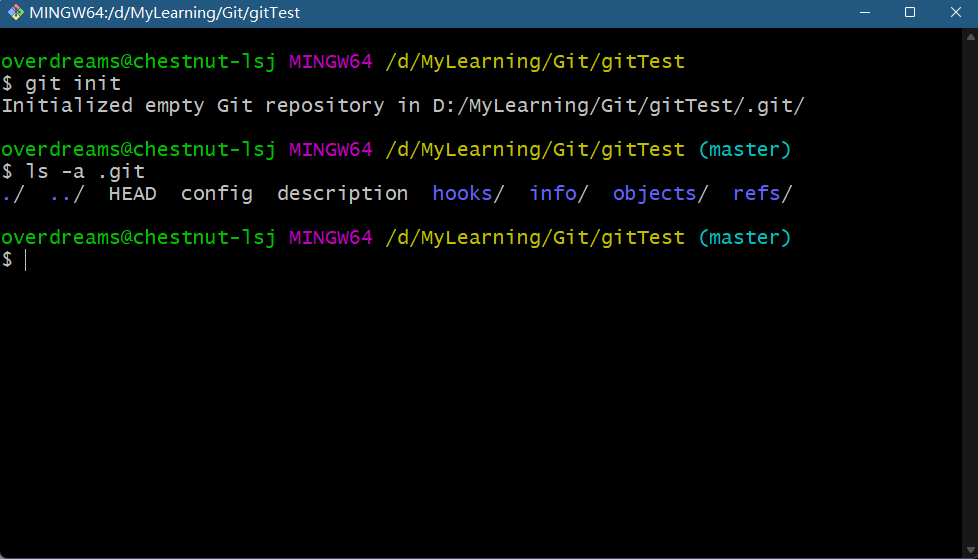 MINGW64:/d/MyLearning/Git/gitTest
overdreams@chestnut-lsj MINGW64 /d/MyLearning/Git/gitTest
$ git init
Initialized empty Git repository in D:/MyLearning/Git/gitTest/.git/
overdreams@chestnut-lsj MINGW64 /d/MyLearning/Git/gitTest (master)
$ ls -a .git
./  ../  HEAD  config  description  hooks/  info/  objects/  refs/
overdreams@chestnut-lsj MINGW64 /d/MyLearning/Git/gitTest (master)
$